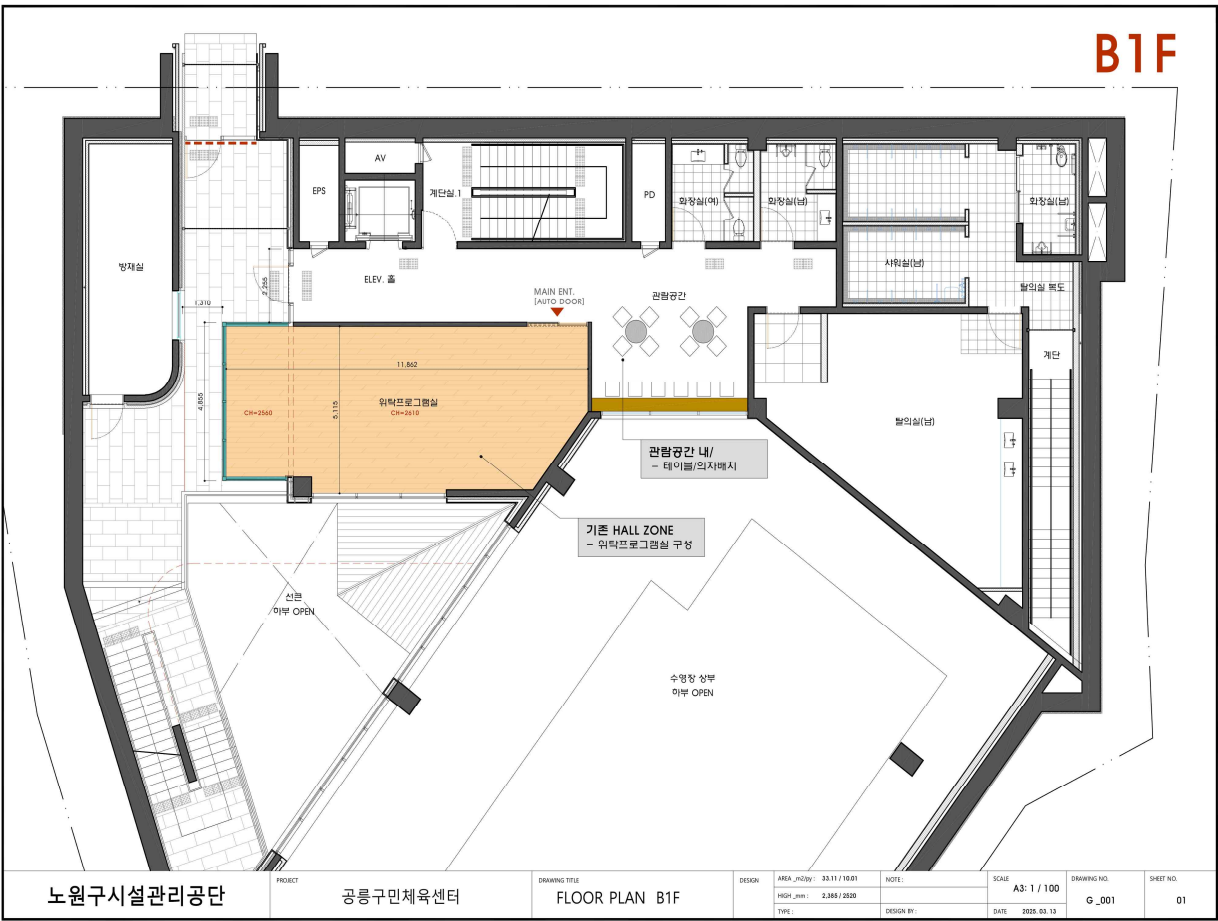 B1F
AV
EPS
계단실.1
PD
화장실(여)
화장실(남)
화장실(남)
방재실
ELEV. 홀
MAIN ENT.
[AUTO DOOR]
관람공간
샤워실(남)
탈의실 복도
계단
2,255
1,310
11,862
4,855
5,115
위탁프로그램실
CH=2560
CH=2610
탈의실(남)
관람공간 내/
- 테이블/의자배치
기존 HALL ZONE
- 위탁프로그램실 구성
선큰
하부 OPEN
수영장 상부
하부 OPEN
노원구시설관리공단
PROJECT
공릉구민체육센터
DRAWING TITLE
FLOOR PLAN B1F
DESIGN
AREA _m2/py : 33.11 / 10.01
HIGH _mm : 2,385 / 2520
TYPE :
NOTE :
DESIGN BY :
SCALE
A3: 1 / 100
DATE 2025. 03. 13
DRAWING NO.
G _001
SHEET NO.
01